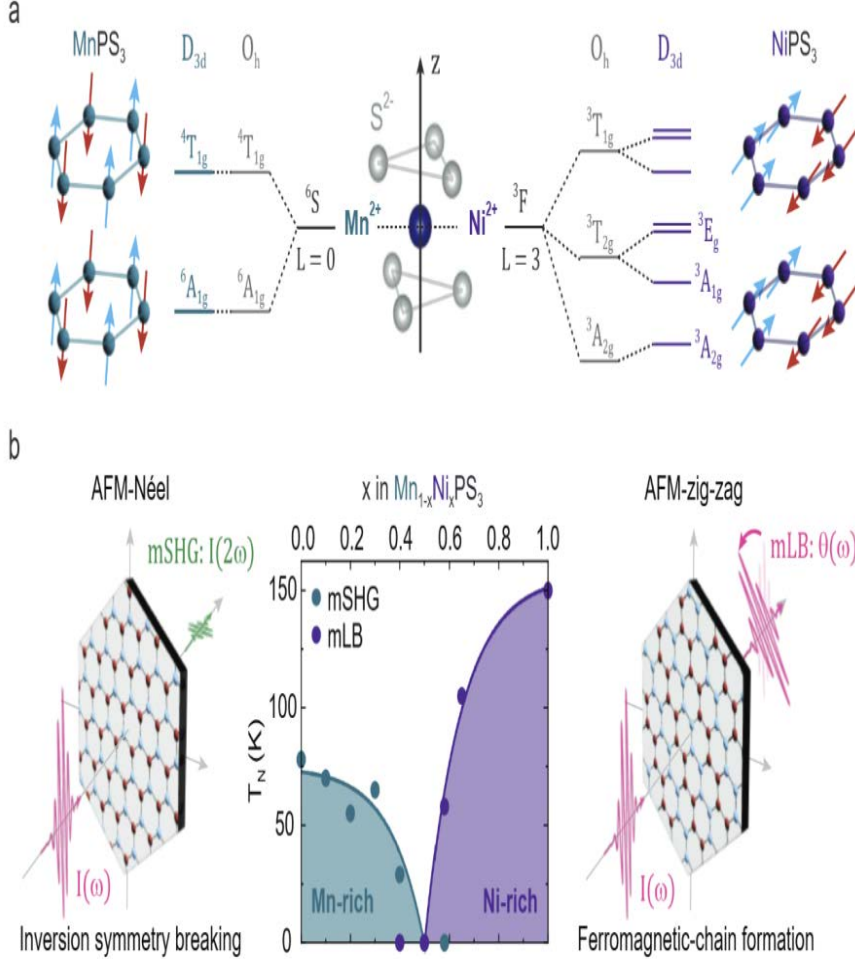 a
MnPS₃ D₃d Oₕ z Oₕ D₃d NiPS₃
S²⁻
⁴T₁g ⁴T₁g ³T₁g
⁶S Mn²⁺ Ni²⁺ ³F
L = 0 L = 3
³T₂g ³Eg
⁶A₁g ⁶A₁g ³A₁g
³A₂g ³A₂g
b
AFM-Néel
mSHG: I(2ω)
I(ω)
Inversion symmetry breaking
x in Mn₁₋ₓNiₓPS₃
0.0 0.2 0.4 0.6 0.8 1.0
150
100
50
0
T_N (K)
mSHG
mLB
Mn-rich Ni-rich
AFM-zig-zag
mLB: θ(ω)
I(ω)
Ferromagnetic-chain formation